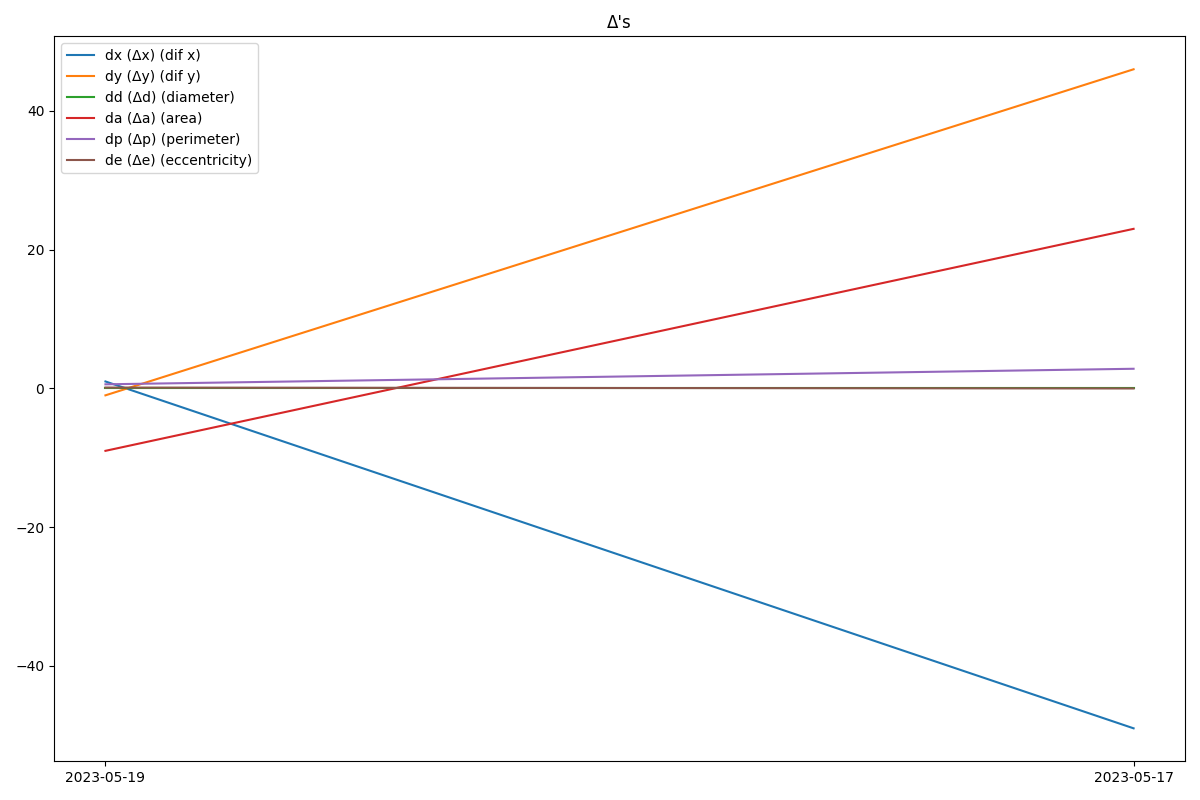 Δ's
dx (Δx) (dif x)
dy (Δy) (dif y)
dd (Δd) (diameter)
da (Δa) (area)
dp (Δp) (perimeter)
de (Δe) (eccentricity)
40
20
0
−20
−40
2023-05-19
2023-05-17